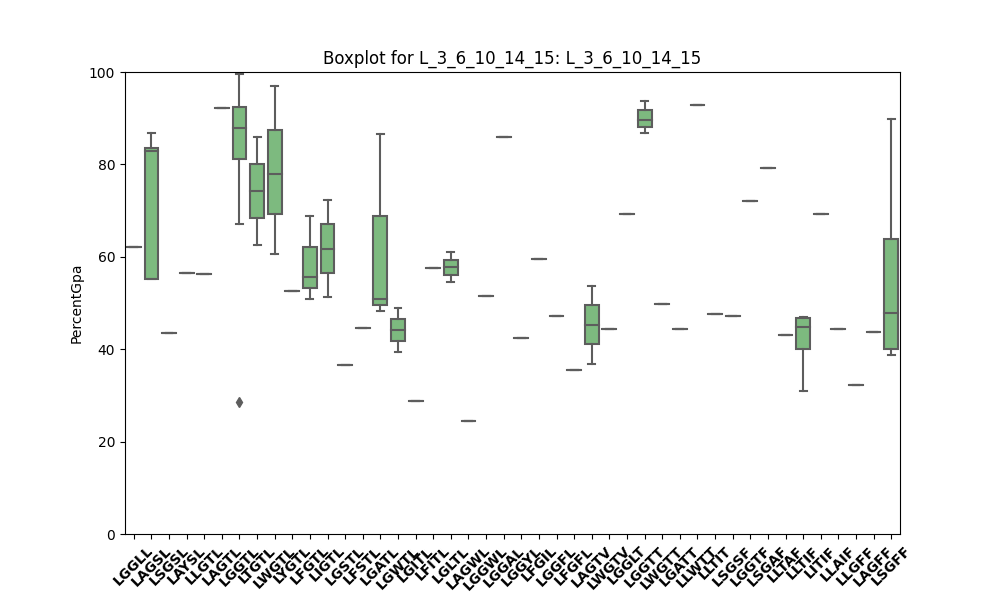 Boxplot for L_3_6_10_14_15: L_3_6_10_14_15
PercentGpa
100
80
60
40
20
0
LGGLL
LAGSL
LSGSL
LAYSL
LLGTL
LAGTL
LGGTL
LTGTL
LWGTL
LYGTL
LFGTL
LIGTL
LGSTL
LFSTL
LGATL
LGWTL
LGITL
LFITL
LGLTL
LAGWL
LGGWL
LGGAL
LGGYL
LFGIL
LGGFL
LFGFL
LAGTV
LWGTV
LGGLT
LGGTT
LWGTT
LGATT
LLWTT
LLTIT
LSGSF
LGGTF
LSGAF
LLTAF
LLTIF
LITIF
LLAIF
LLGFF
LAGFF
LSGFF